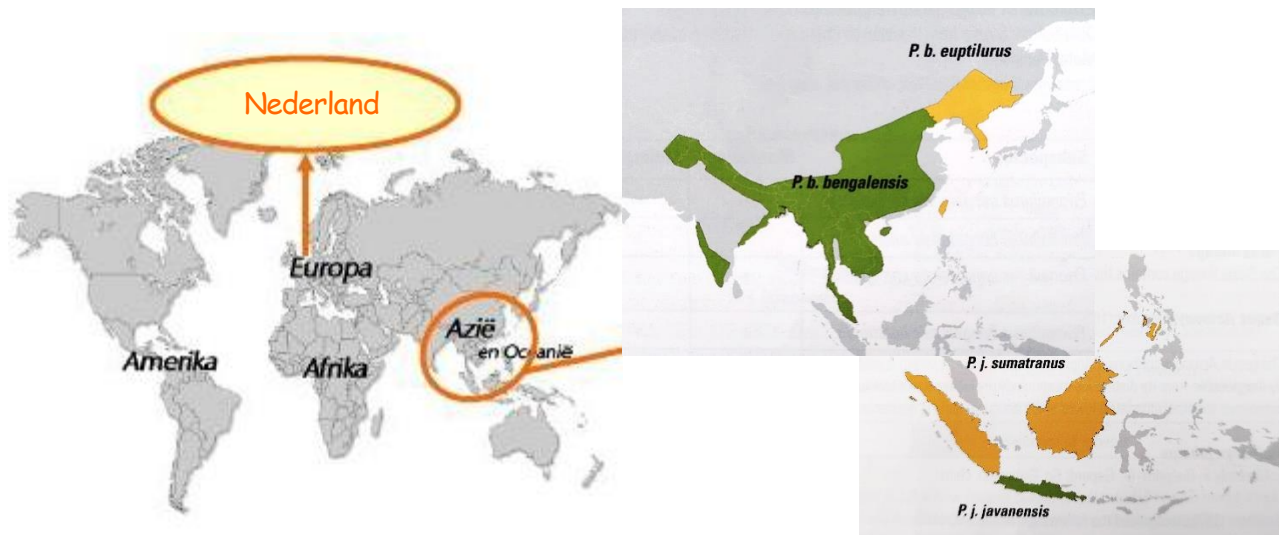 Nederland
Europa
Azië
en Oceanië
Amerika
Afrika
P. b. euptilurus
P. b. bengalensis
P. j. sumatranus
P. j. javanensis